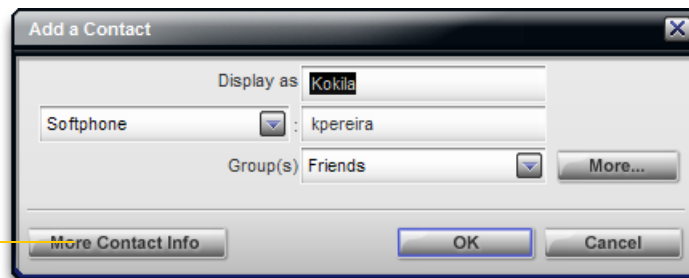 Add a Contact
Display as Kokila
Softphone : kpereira
Group(s) Friends More...
More Contact Info OK Cancel